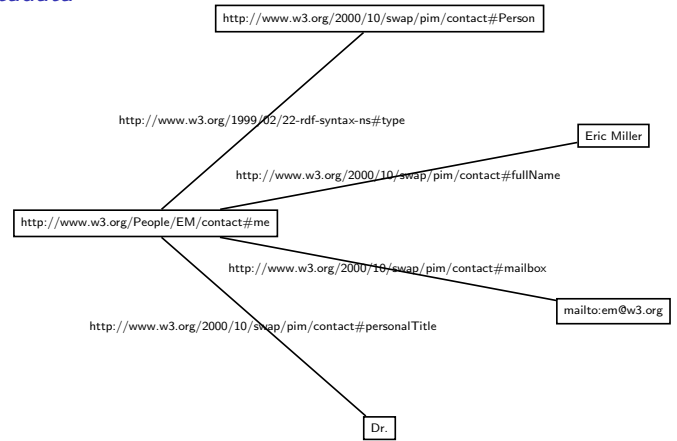 http://www.w3.org/2000/10/swap/pim/contact#Person
http://www.w3.org/1999/02/22-rdf-syntax-ns#type
Eric Miller
http://www.w3.org/2000/10/swap/pim/contact#fullName
http://www.w3.org/People/EM/contact#me
http://www.w3.org/2000/10/swap/pim/contact#mailbox
mailto:em@w3.org
http://www.w3.org/2000/10/swap/pim/contact#personalTitle
Dr.